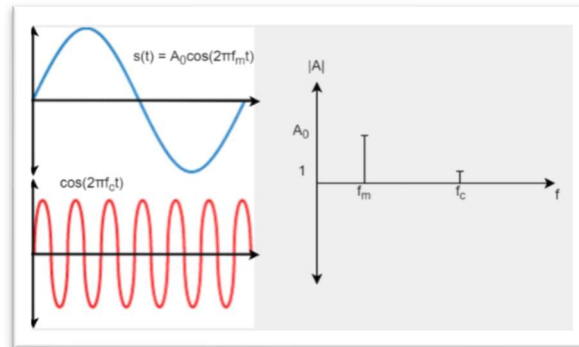 s(t) = A₀cos(2πfₘt)
cos(2πf꜀t)
|A|
A₀
1
fₘ
f꜀
f